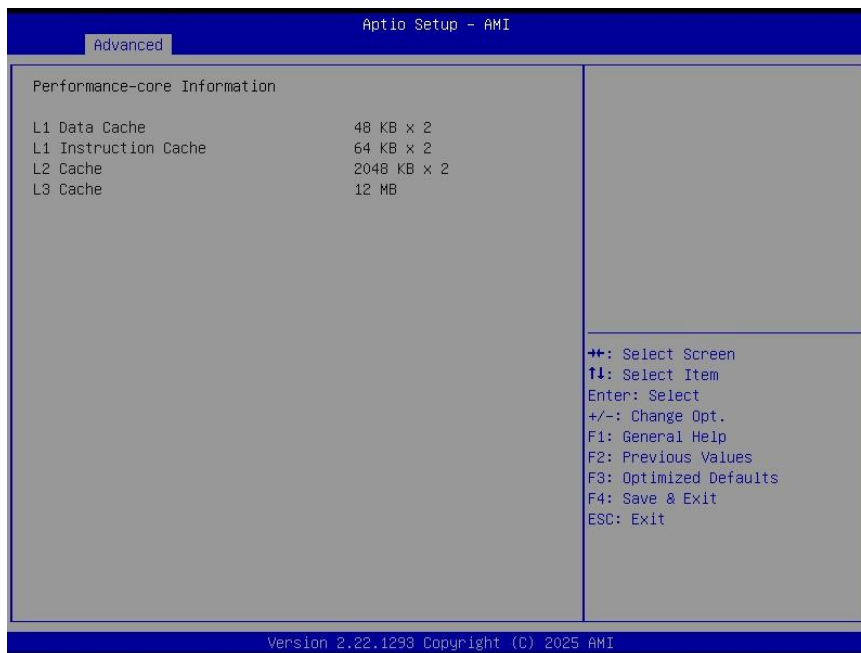 Aptio Setup – AMI
Advanced
Performance-core Information
L1 Data Cache 48 KB x 2
L1 Instruction Cache 64 KB x 2
L2 Cache 2048 KB x 2
L3 Cache 12 MB
→←: Select Screen
↑↓: Select Item
Enter: Select
+/-: Change Opt.
F1: General Help
F2: Previous Values
F3: Optimized Defaults
F4: Save & Exit
ESC: Exit
Version 2.22.1293 Copyright (C) 2025 AMI